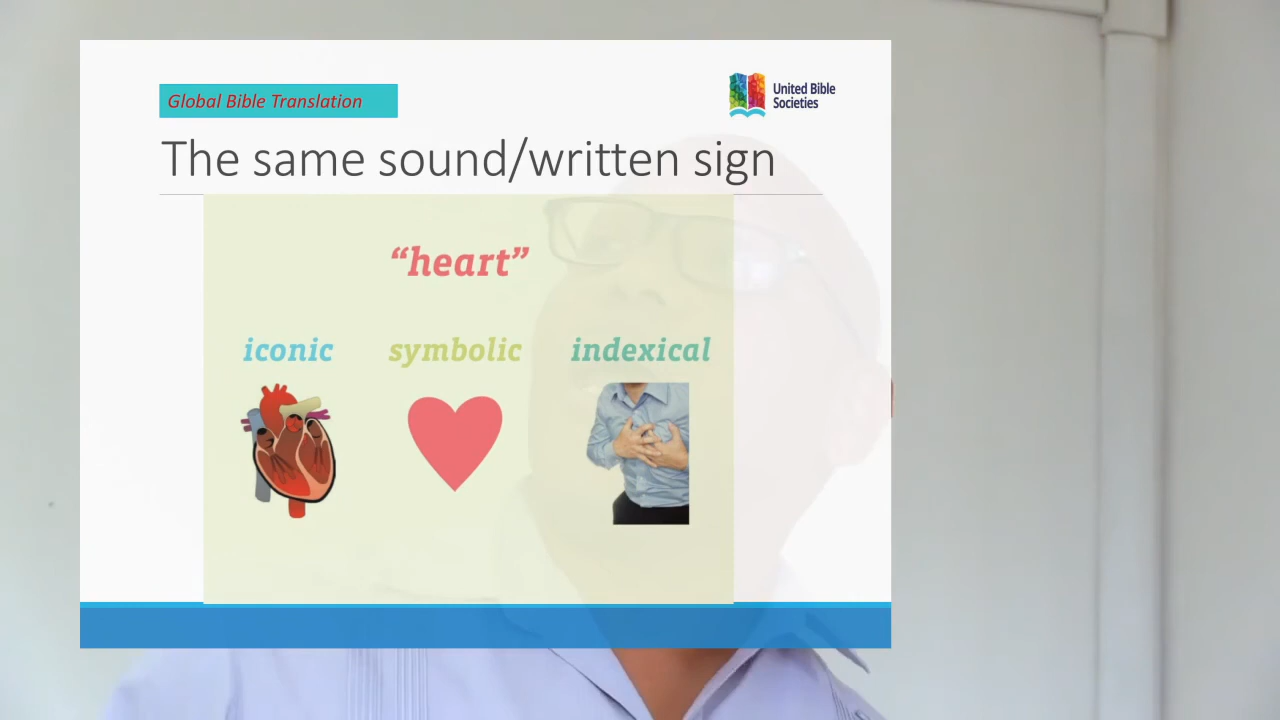 Global Bible Translation
United Bible
Societies
The same sound/written sign
“heart”
iconic symbolic indexical